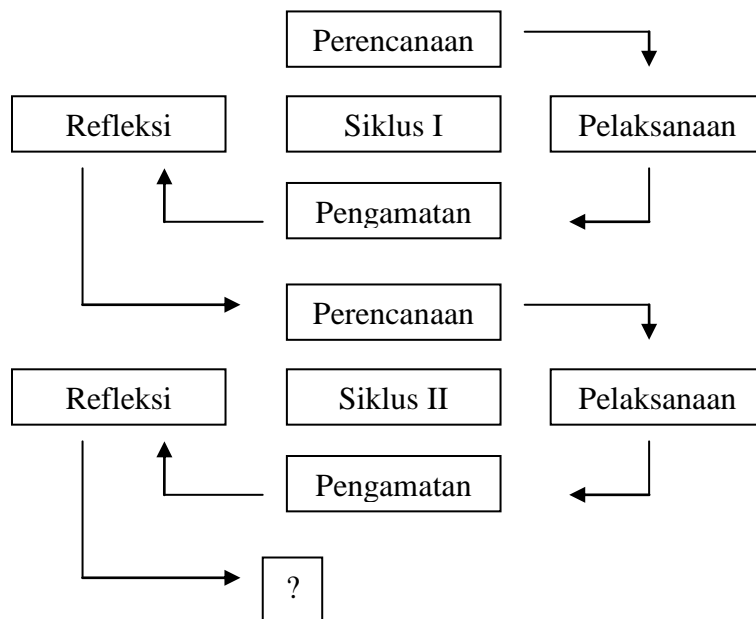 Perencanaan
Refleksi
Siklus I
Pelaksanaan
Pengamatan
Perencanaan
Refleksi
Siklus II
Pelaksanaan
Pengamatan
?